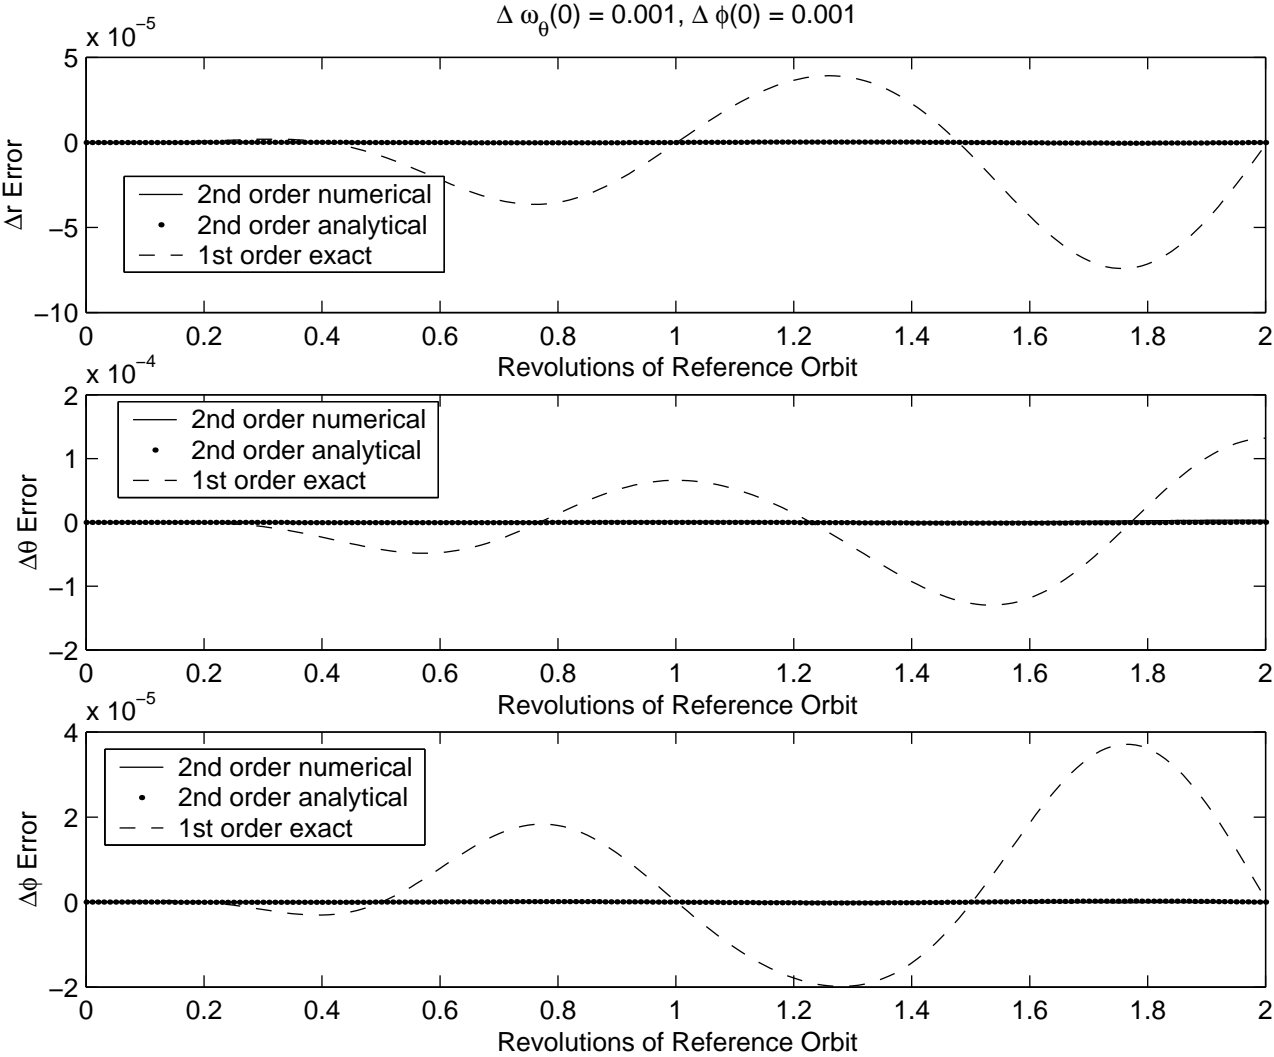 Δ ω_θ(0) = 0.001, Δ ϕ(0) = 0.001
x 10^−5
5
0
−5
−10
Δr Error
2nd order numerical
2nd order analytical
1st order exact
0 0.2 0.4 0.6 0.8 1 1.2 1.4 1.6 1.8 2
Revolutions of Reference Orbit
x 10^−4
2
1
0
−1
−2
Δθ Error
2nd order numerical
2nd order analytical
1st order exact
0 0.2 0.4 0.6 0.8 1 1.2 1.4 1.6 1.8 2
Revolutions of Reference Orbit
x 10^−5
4
2
0
−2
Δϕ Error
2nd order numerical
2nd order analytical
1st order exact
0 0.2 0.4 0.6 0.8 1 1.2 1.4 1.6 1.8 2
Revolutions of Reference Orbit